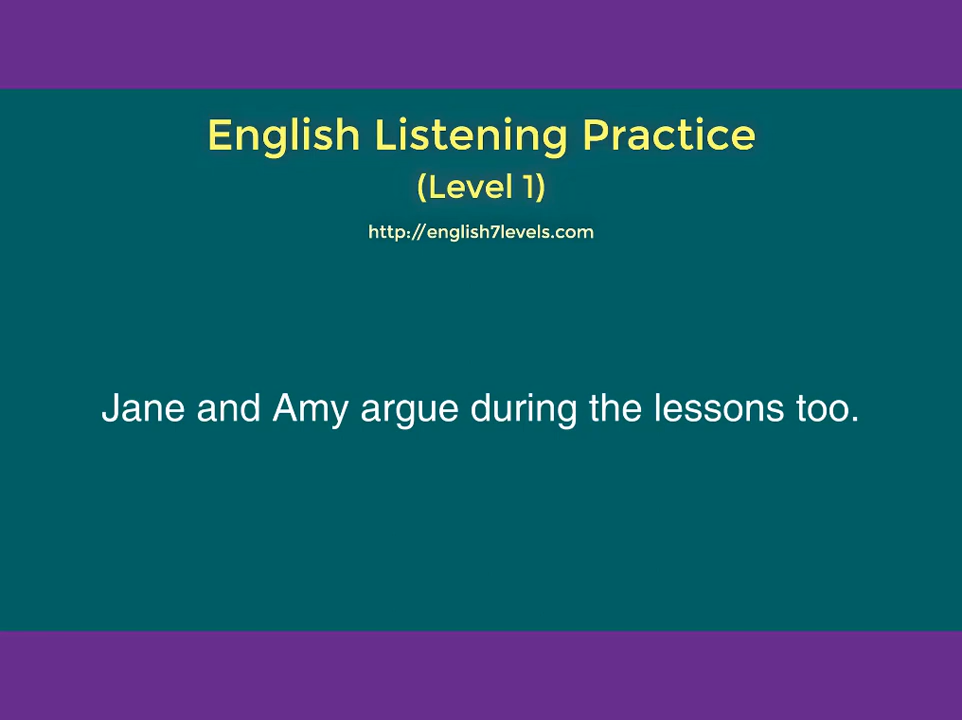 English Listening Practice
(Level 1)
http://english7levels.com
Jane and Amy argue during the lessons too.